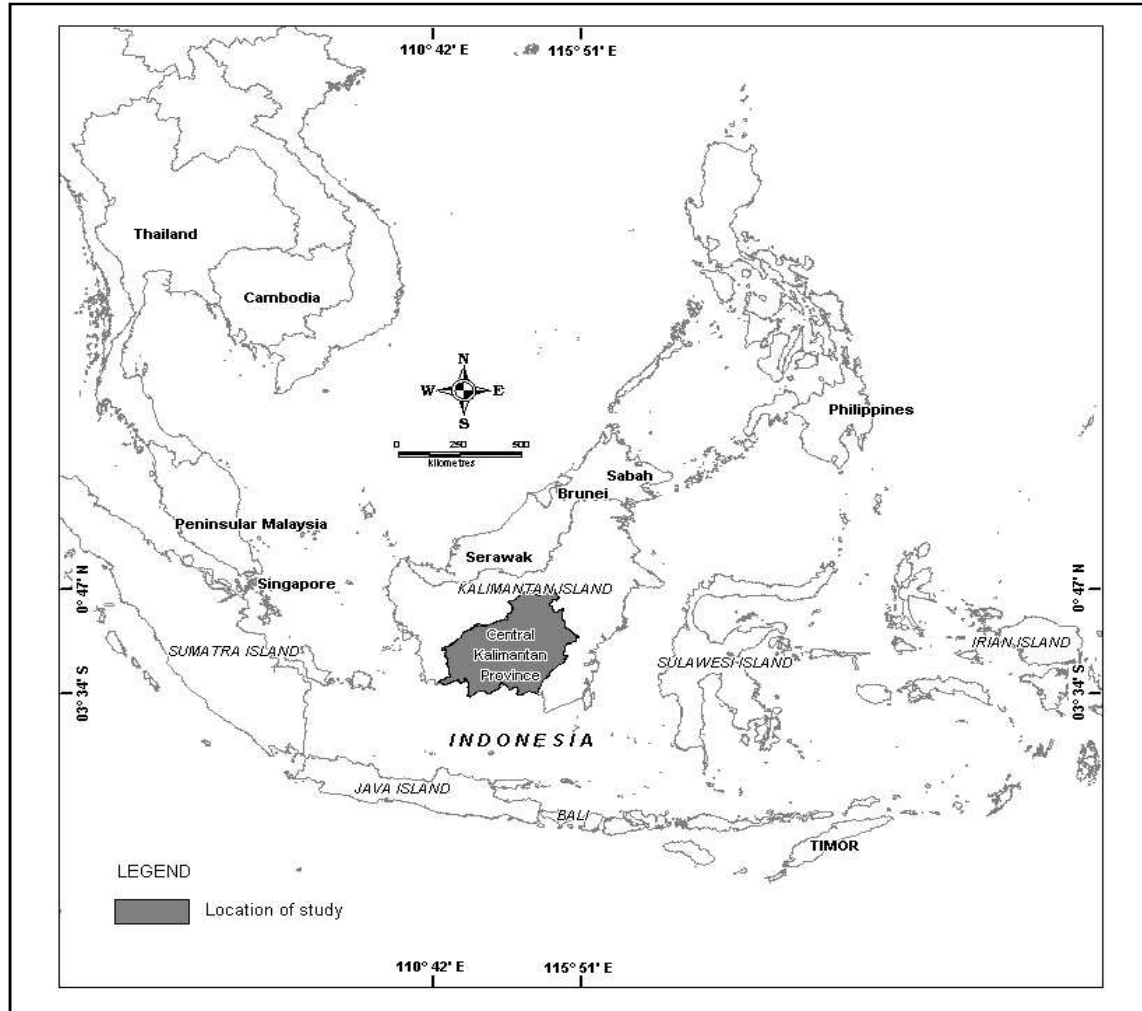 110° 42' E
115° 51' E
Thailand
Cambodia
N
W
E
S
0
250
500
kilometres
Philippines
Sabah
Brunei
Peninsular Malaysia
Serawak
Singapore
KALIMANTAN ISLAND
0° 47' N
0° 47' N
Central
Kalimantan
Province
SUMATRA ISLAND
SULAWESI ISLAND
IRIAN ISLAND
03° 34' S
03° 34' S
INDONESIA
JAVA ISLAND
BALI
TIMOR
LEGEND
Location of study
110° 42' E
115° 51' E